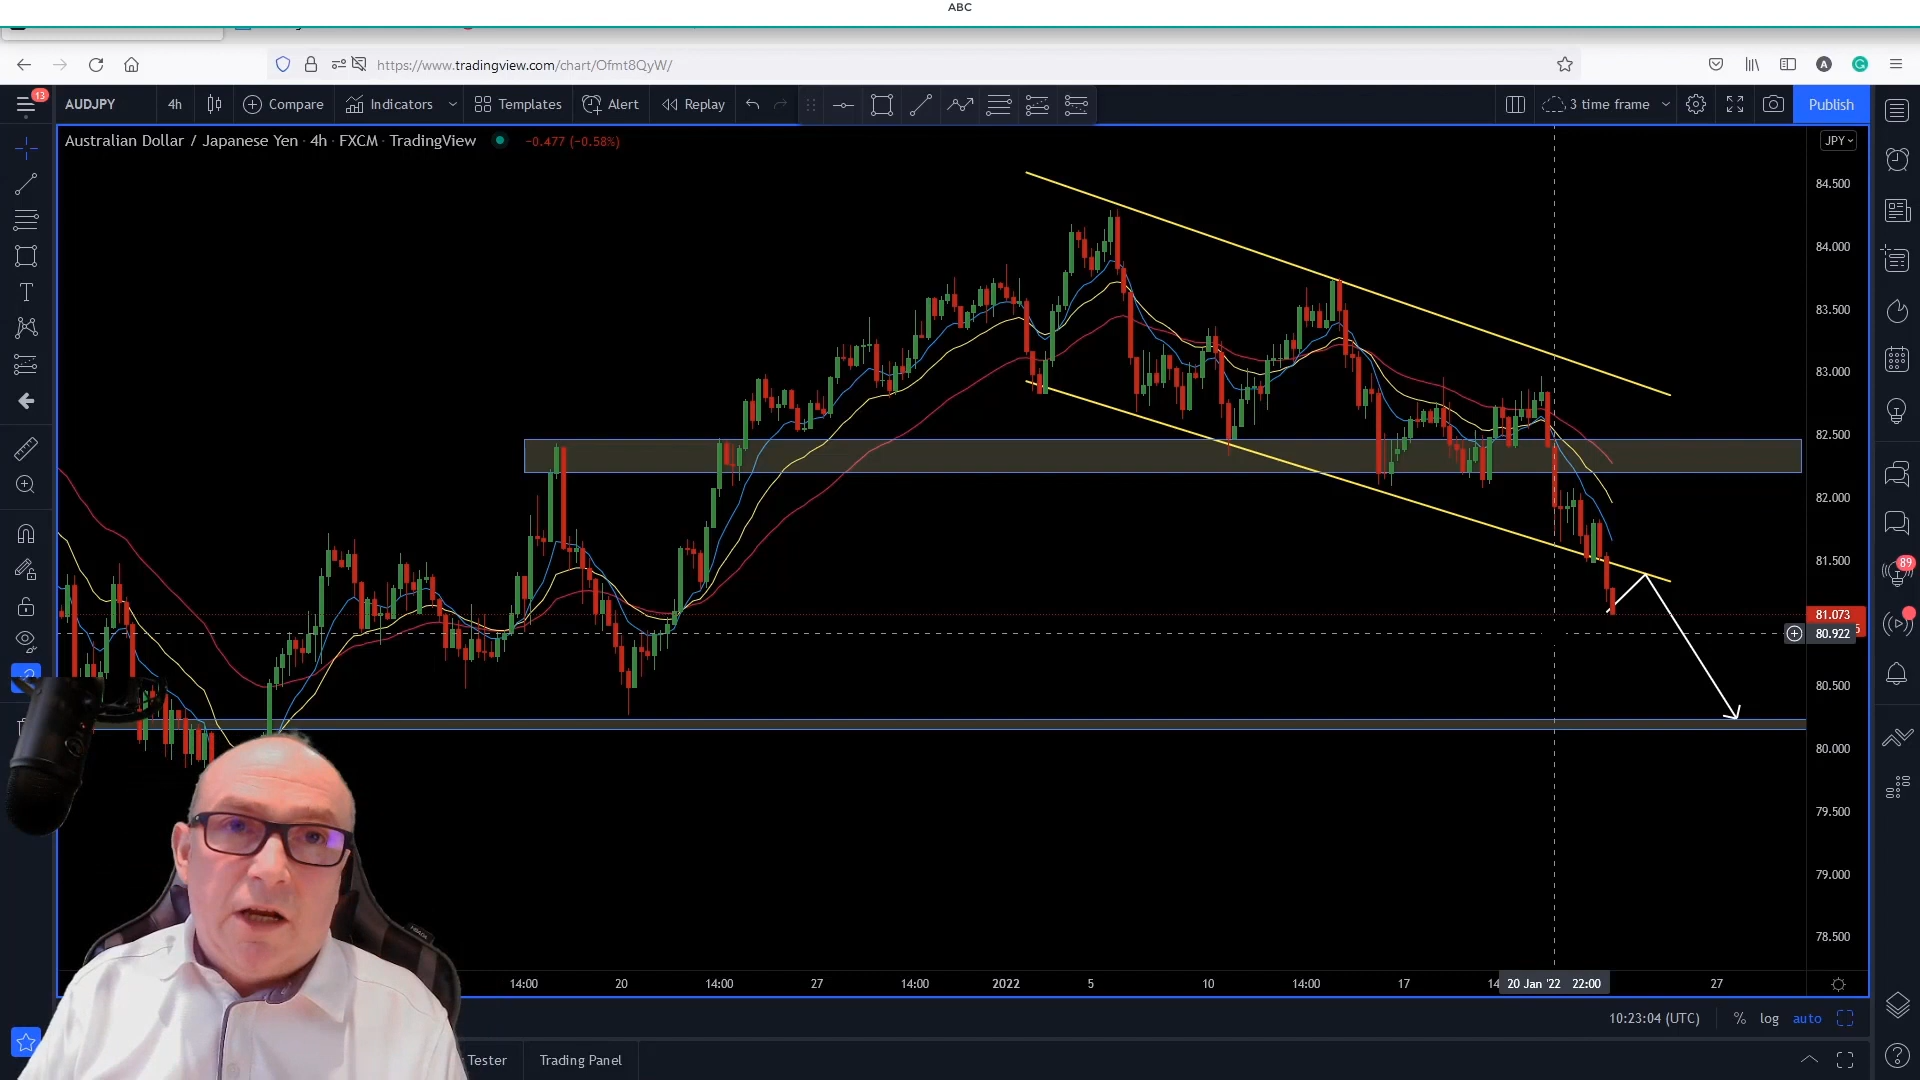 ABC
https://www.tradingview.com/chart/Ofmt8QyW/
13
AUDJPY
4h
Compare
Indicators
Templates
Alert
Replay
3 time frame
Publish
Australian Dollar / Japanese Yen · 4h · FXCM · TradingView
−0.477 (−0.58%)
JPY
84.500
84.000
83.500
83.000
82.500
82.000
81.500
81.073
80.922
80.500
80.000
79.500
79.000
78.500
89
A
14:00
20
14:00
27
14:00
2022
5
10
14:00
17
14
20 Jan '22 22:00
27
10:23:04 (UTC)
%
log
auto
Tester
Trading Panel